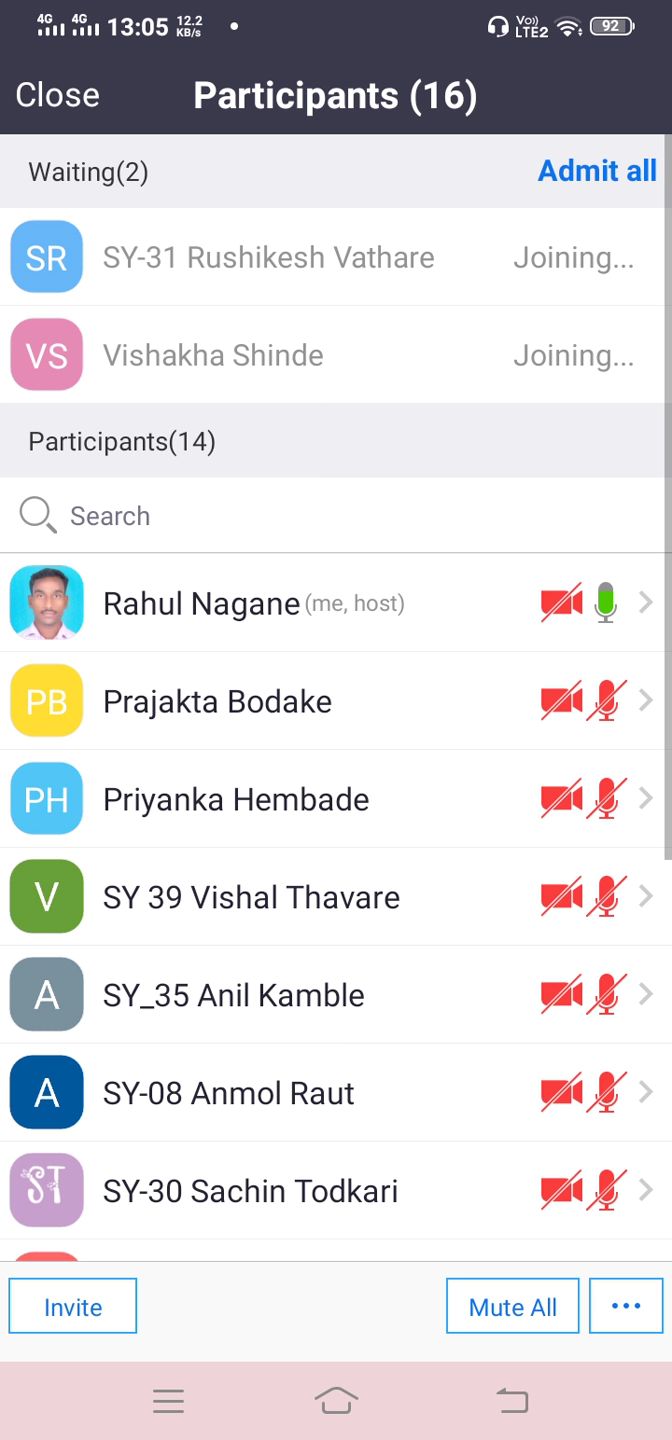 4G 4G 13:05 12.2 KB/s Vo)) LTE2 92
Close Participants (16)
Waiting(2) Admit all
SR SY-31 Rushikesh Vathare Joining...
VS Vishakha Shinde Joining...
Participants(14)
Search
Rahul Nagane (me, host)
PB Prajakta Bodake
PH Priyanka Hembade
V SY 39 Vishal Thavare
A SY_35 Anil Kamble
A SY-08 Anmol Raut
ST SY-30 Sachin Todkari
Invite Mute All ...